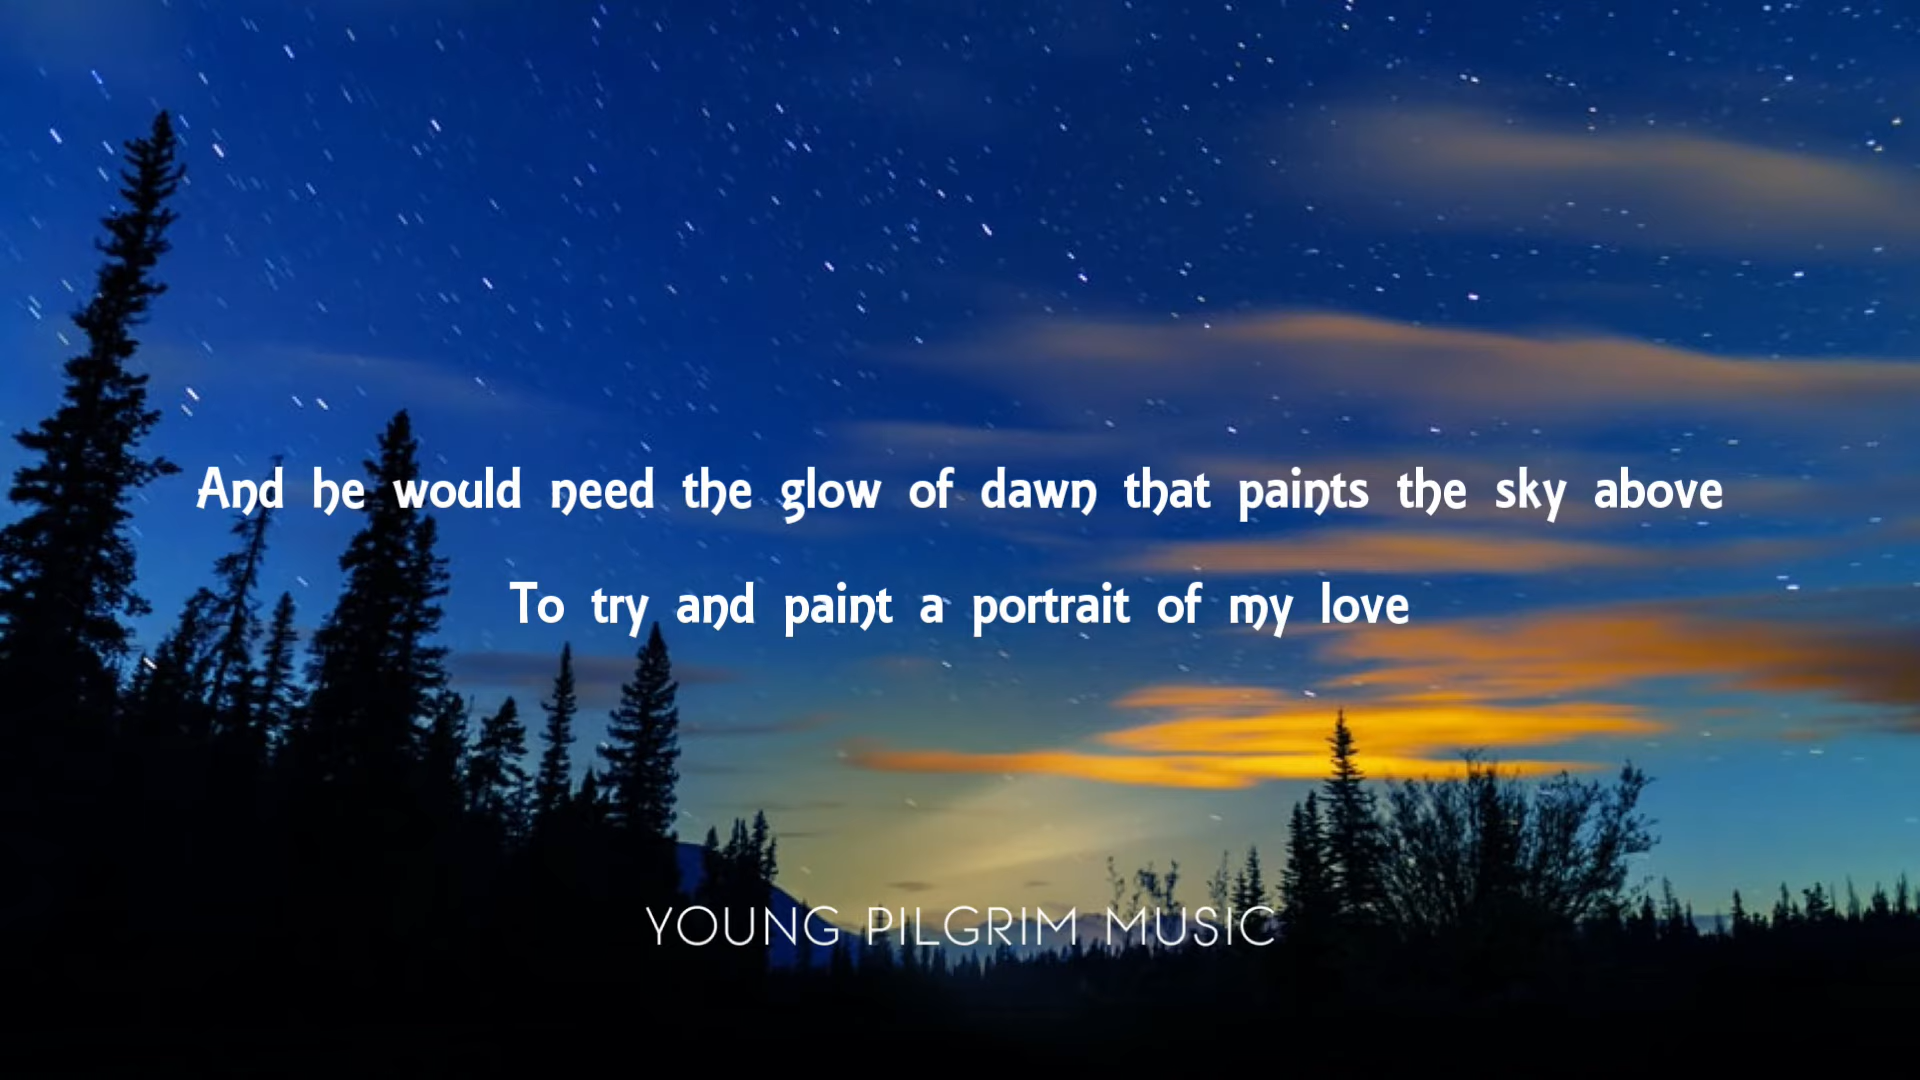 And he would need the glow of dawn that paints the sky above
To try and paint a portrait of my love
YOUNG PILGRIM MUSIC